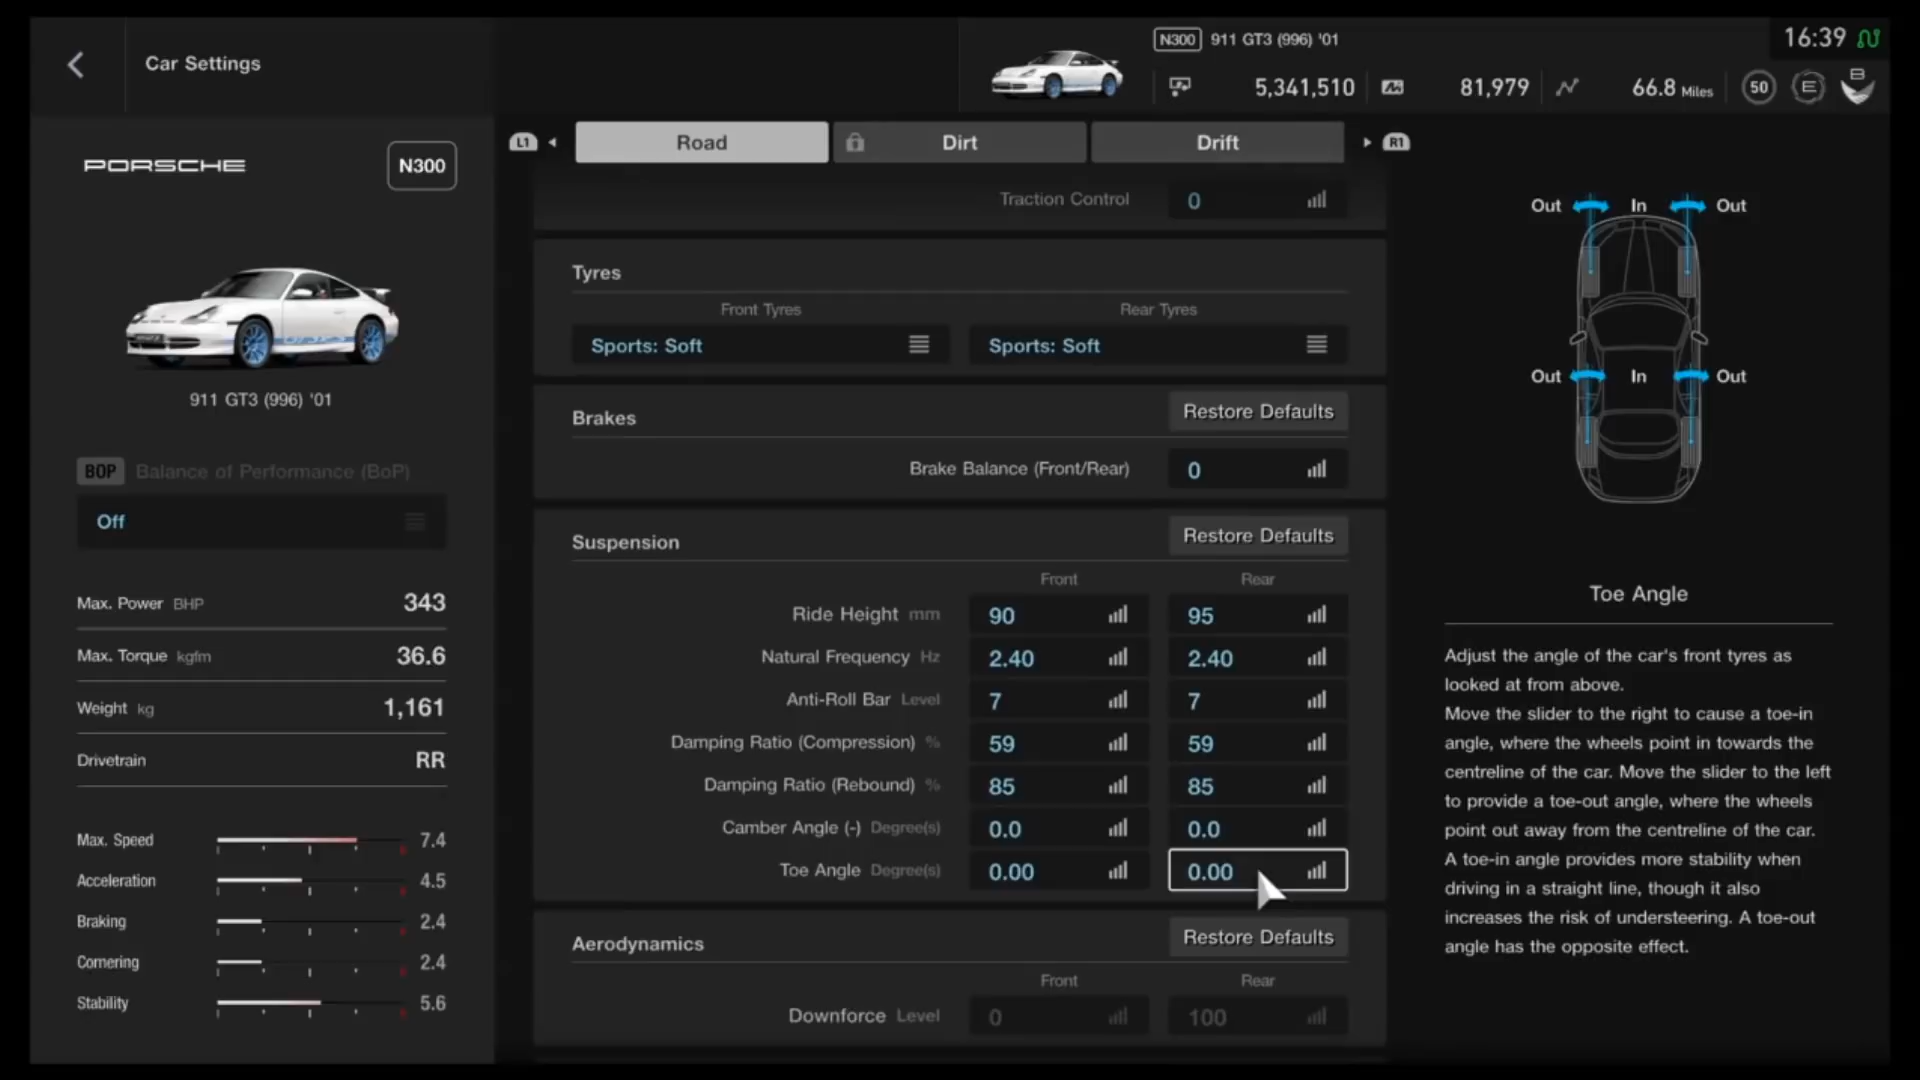 Car Settings
N300 911 GT3 (996) '01
16:39
5,341,510
81,979
66.8 Miles
50
E
B
PORSCHE
N300
911 GT3 (996) '01
BOP Balance of Performance (BoP)
Off
Max. Power BHP 343
Max. Torque kgfm 36.6
Weight kg 1,161
Drivetrain RR
Max. Speed 7.4
Acceleration 4.5
Braking 2.4
Cornering 2.4
Stability 5.6
L1 Road Dirt Drift R1
Traction Control 0
Tyres
Front Tyres Rear Tyres
Sports: Soft Sports: Soft
Brakes Restore Defaults
Brake Balance (Front/Rear) 0
Suspension Restore Defaults
Front Rear
Ride Height mm 90 95
Natural Frequency Hz 2.40 2.40
Anti-Roll Bar Level 7 7
Damping Ratio (Compression) % 59 59
Damping Ratio (Rebound) % 85 85
Camber Angle (-) Degree(s) 0.0 0.0
Toe Angle Degree(s) 0.00 0.00
Aerodynamics Restore Defaults
Front Rear
Downforce Level 0 100
Out In Out
Out In Out
Toe Angle
Adjust the angle of the car's front tyres as
looked at from above.
Move the slider to the right to cause a toe-in
angle, where the wheels point in towards the
centreline of the car. Move the slider to the left
to provide a toe-out angle, where the wheels
point out away from the centreline of the car.
A toe-in angle provides more stability when
driving in a straight line, though it also
increases the risk of understeering. A toe-out
angle has the opposite effect.